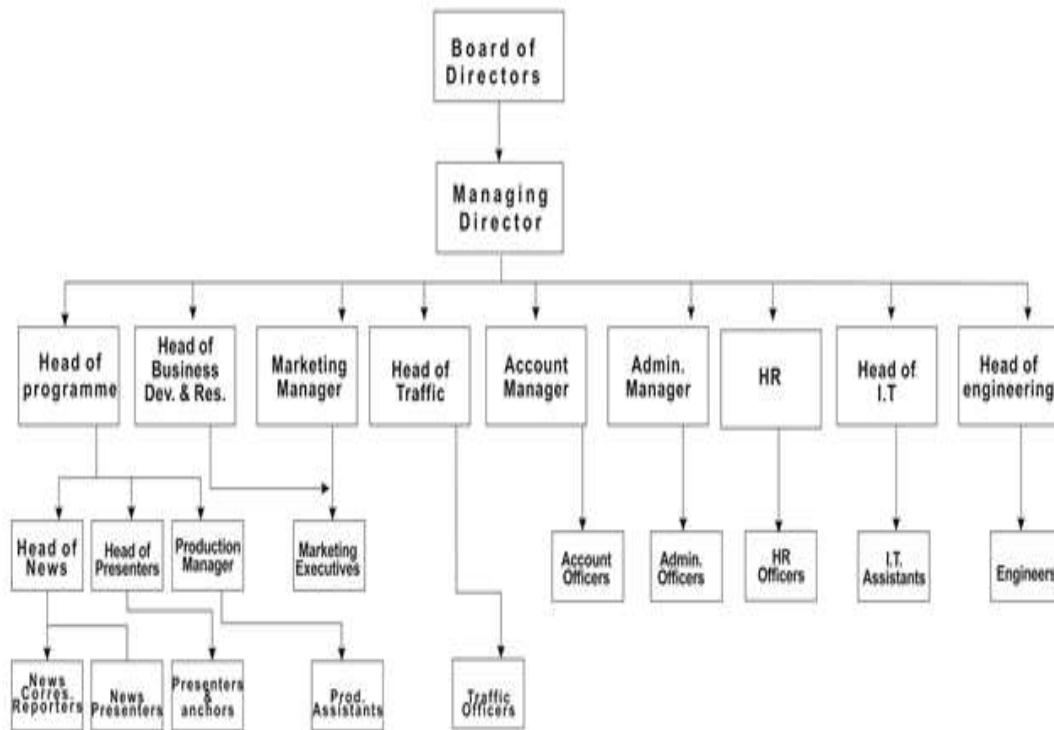 Board of
Directors
Managing
Director
Head of
programme
Head of
Business
Dev. & Res.
Marketing
Manager
Head of
Traffic
Account
Manager
Admin.
Manager
HR
Head of
I.T
Head of
engineering
Head of
News
Head of
Presenters
Production
Manager
Marketing
Executives
Account
Officers
Admin.
Officers
HR
Officers
I.T.
Assistants
Engineers
News
Corres.
Reporters
News
Presenters
Presenters
&
anchors
Prod.
Assistants
Traffic
Officers